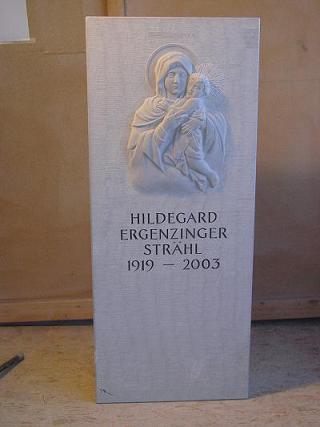 HILDEGARD
ERGENZINGER
STRÄHL
1919 – 2003